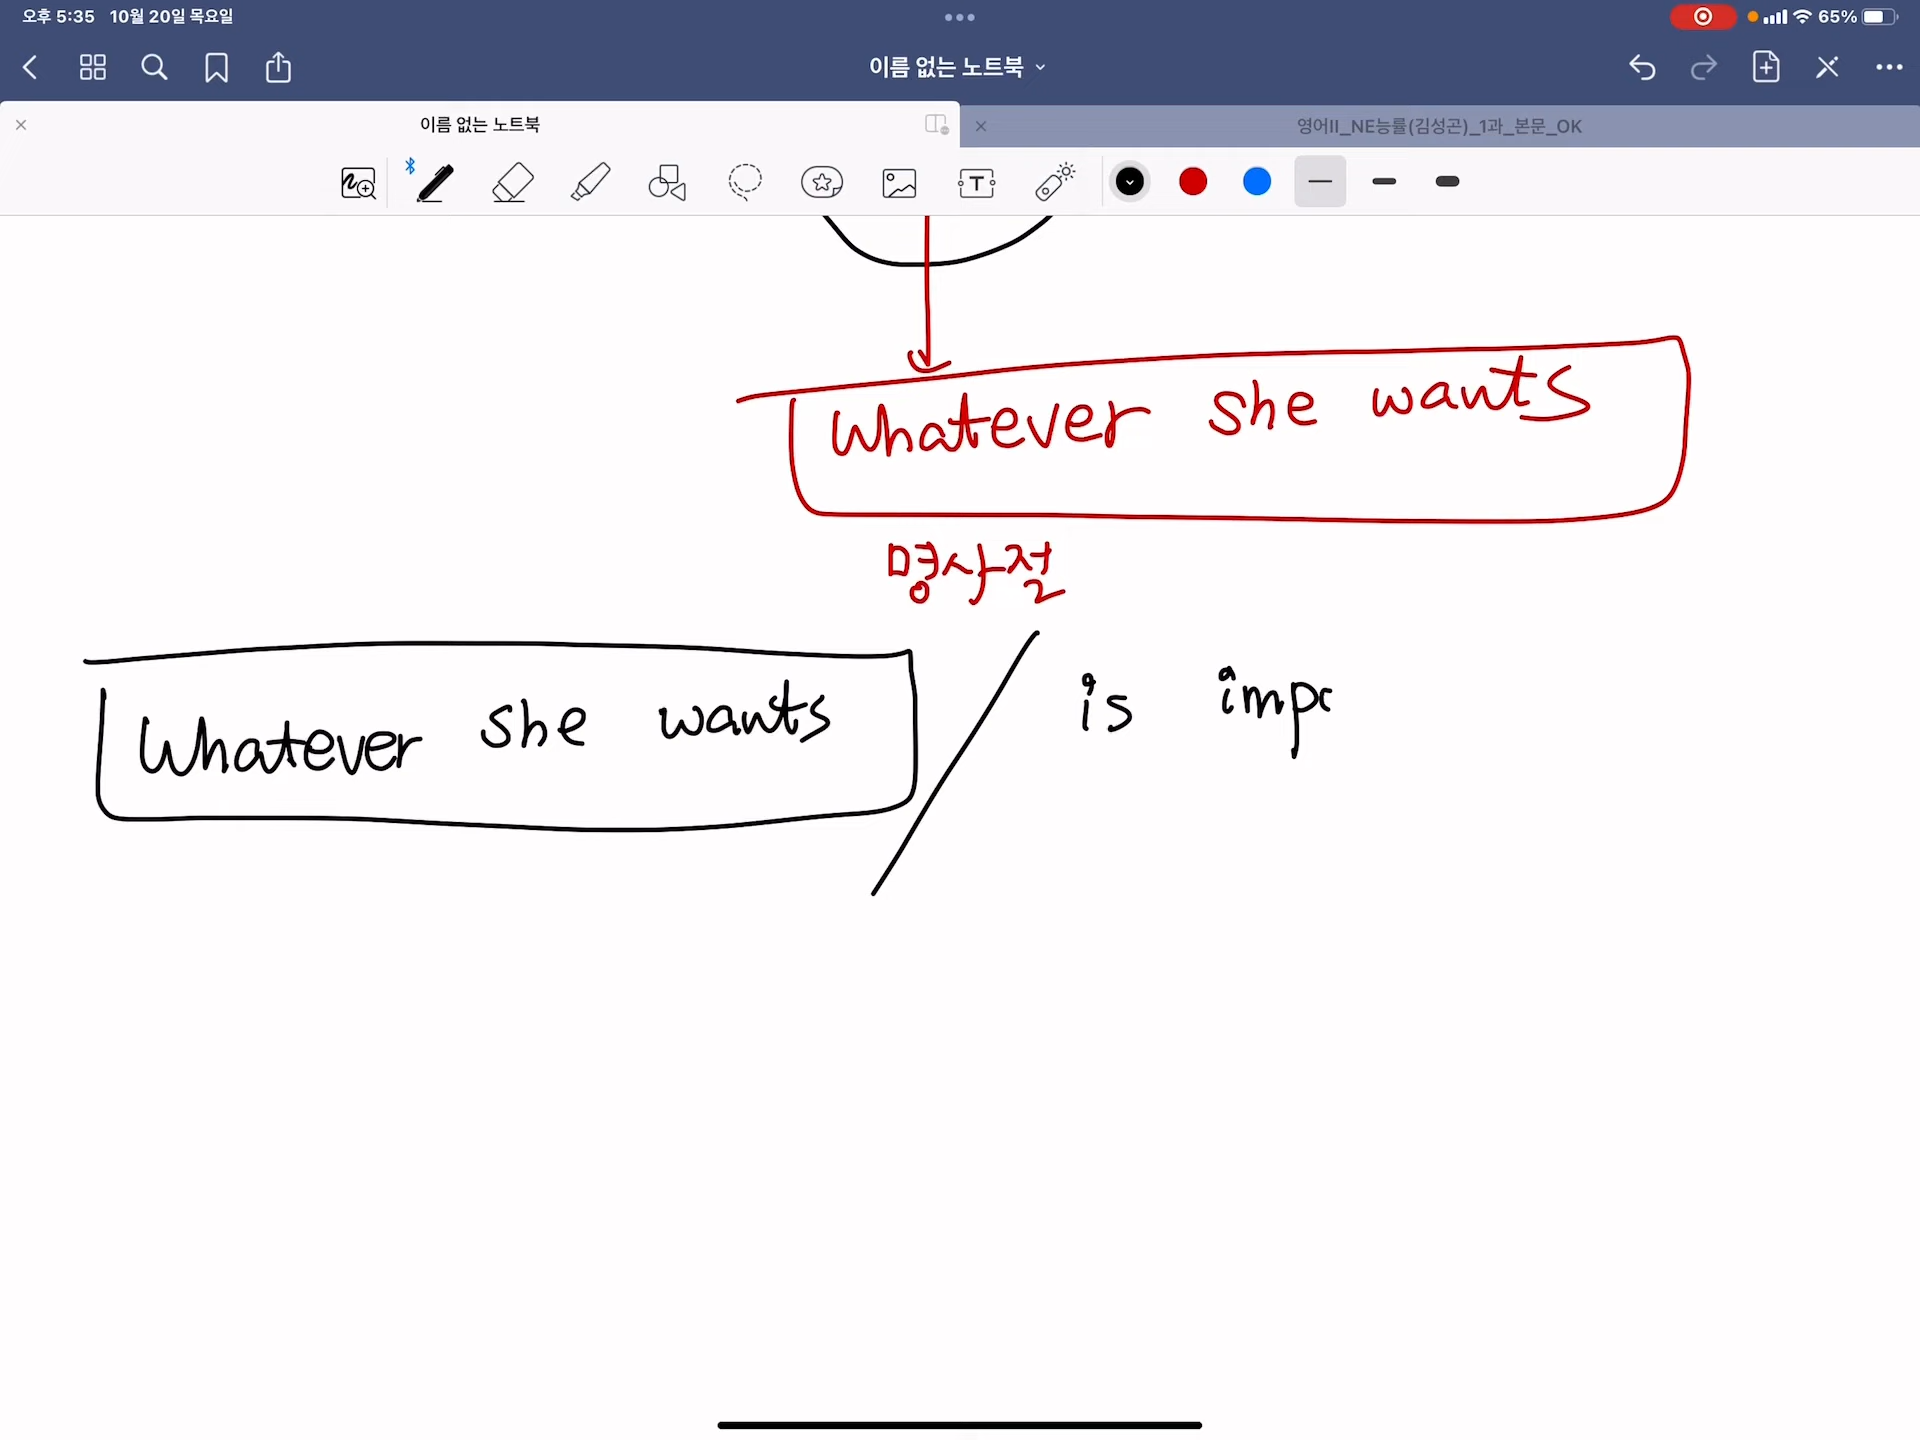 오후 5:35 10월 20일 목요일
65%
이름 없는 노트북
이름 없는 노트북
영어II_NE능률(김성곤)_1과_본문_OK
T
Whatever she wants
명사절
Whatever she wants / is impo